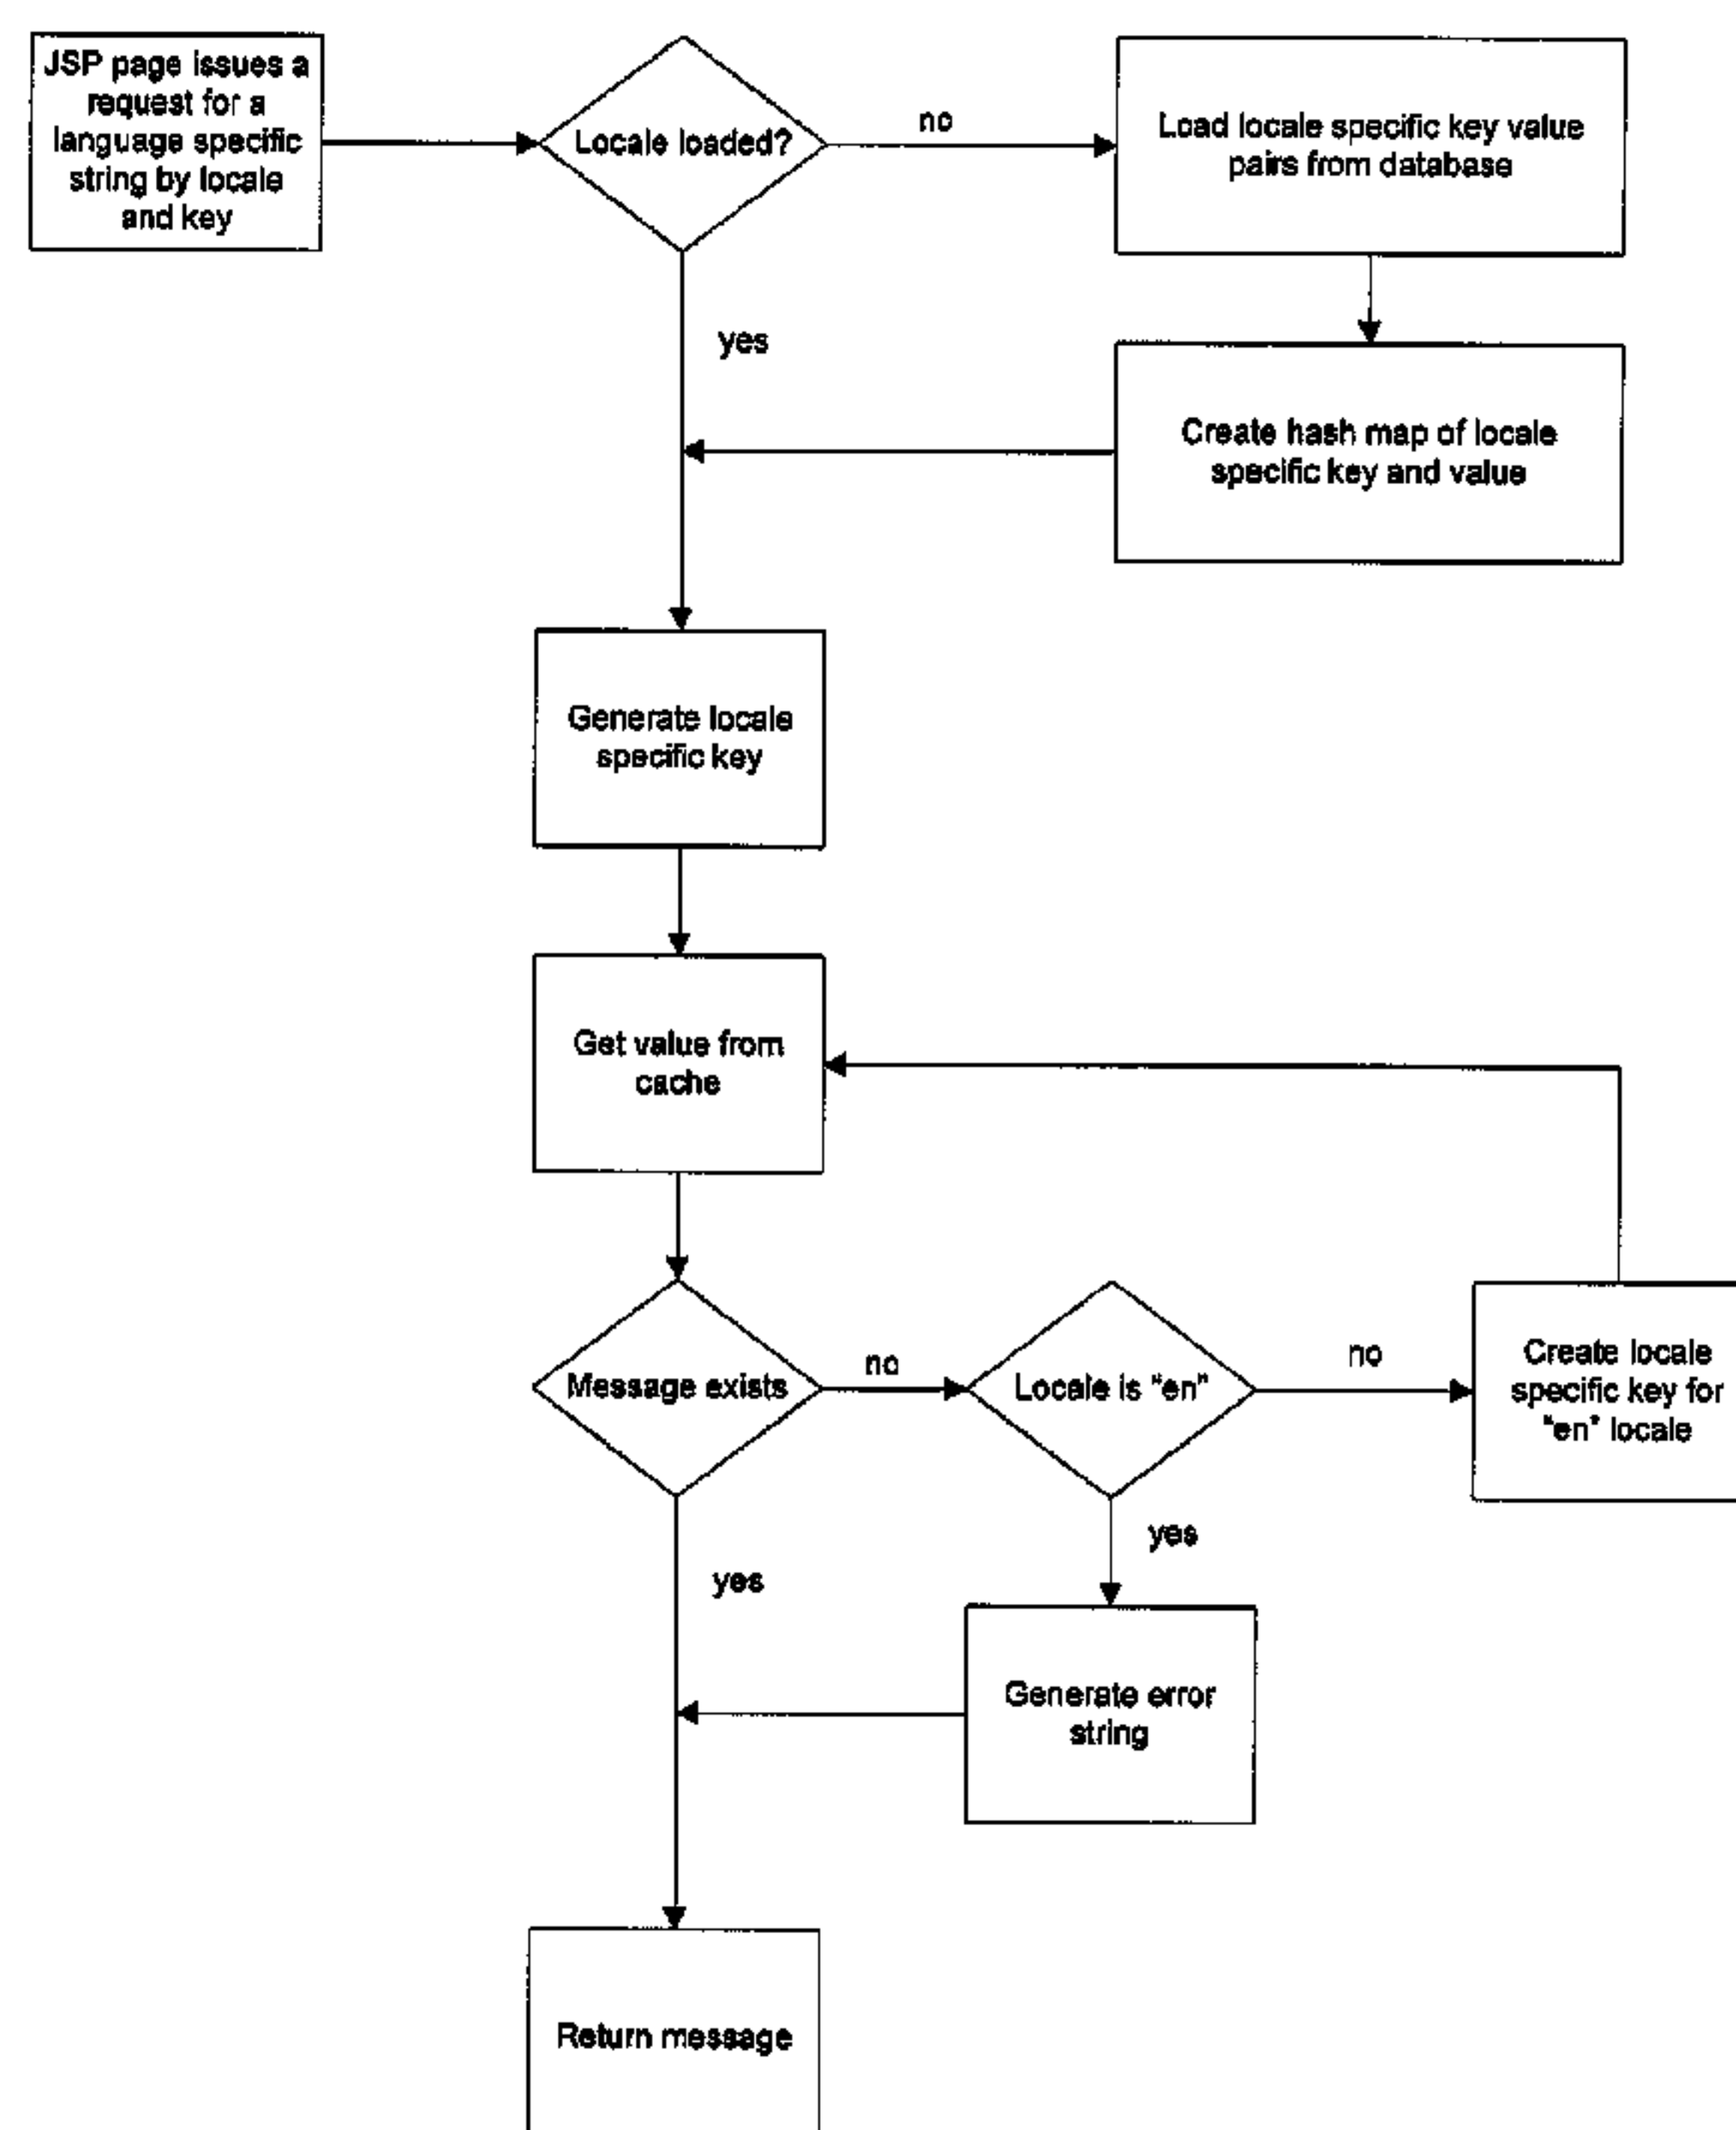 JSP page issues a
request for a
language specific
string by locale
and key
Locale loaded?
no
Load locale specific key value
pairs from database
yes
Create hash map of locale
specific key and value
Generate locale
specific key
Get value from
cache
Message exists
no
Locale is "en"
no
Create locale
specific key for
"en" locale
yes
yes
Generate error
string
Return message